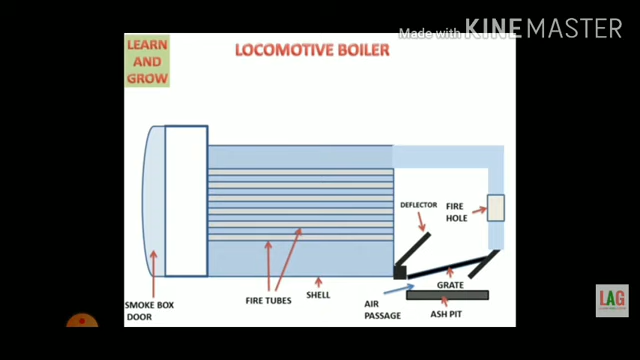 Made with KINEMASTER
LEARN
AND
GROW
LOCOMOTIVE BOILER
DEFLECTOR
FIRE
HOLE
SMOKE BOX
DOOR
FIRE TUBES
SHELL
AIR
PASSAGE
GRATE
ASH PIT
LAG